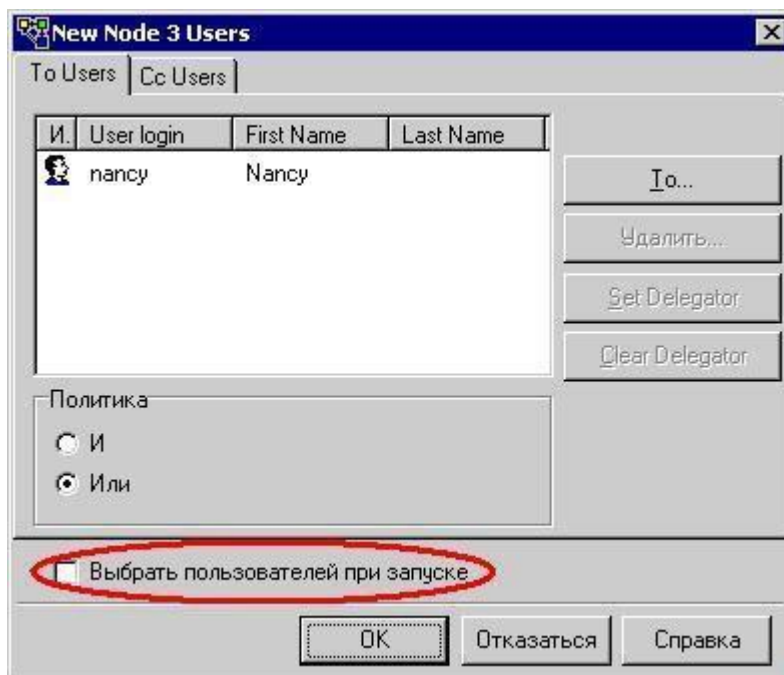 New Node 3 Users
To Users Cc Users
И. User login First Name Last Name
nancy Nancy
To...
Удалить...
Set Delegator
Clear Delegator
Политика
И
Или
Выбрать пользователей при запуске
OK Отказаться Справка